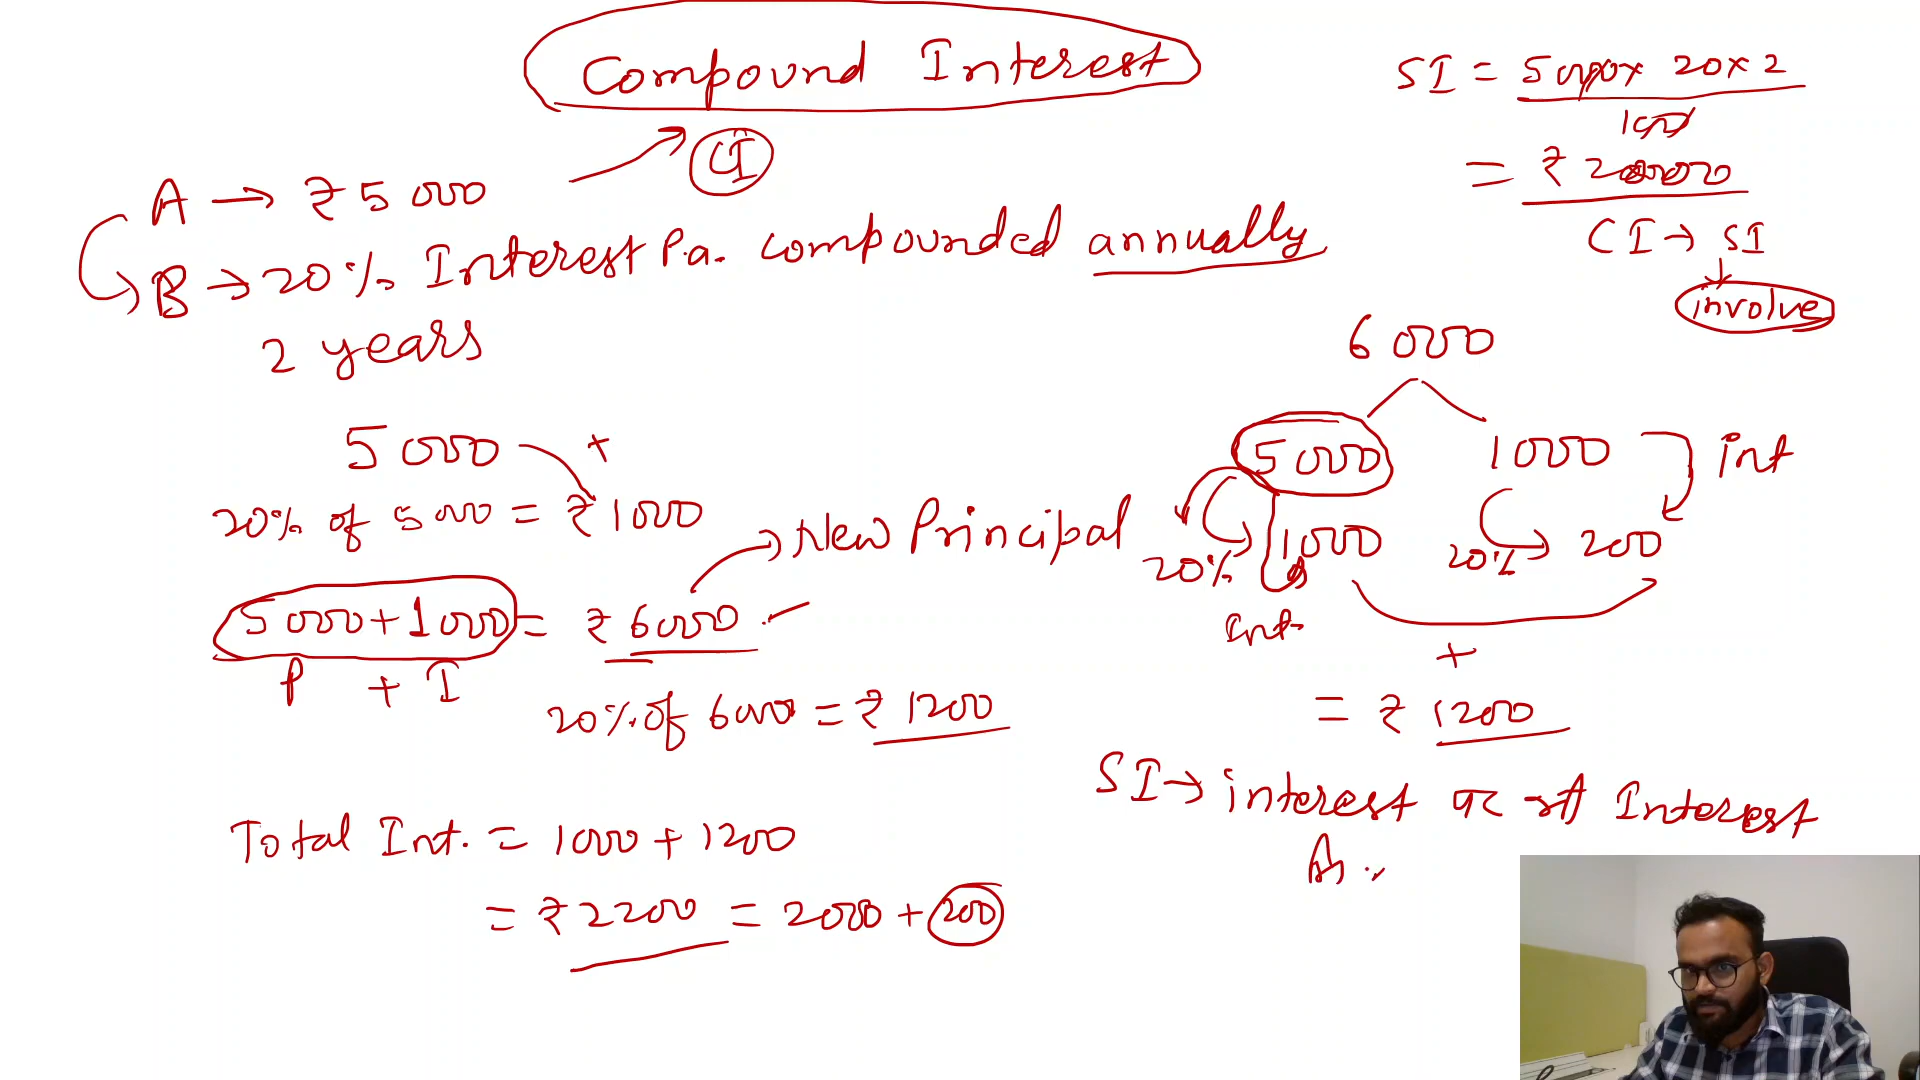 Compound Interest
CI
A → ₹5000
B → 20% Interest P.a. compounded annually
2 years
5000 +
20% of 5000 = ₹1000
5000+1000 = ₹6000
P + I
→ New Principal
20% of 6000 = ₹1200
Total Int. = 1000 + 1200
= ₹2200 = 2000 + 200
SI = 5000 x 20 x 2
100
= ₹2000
CI → SI
involve
6000
5000 1000 int
20% 1000 20% 200
Int.
+
= ₹1200
SI → interest Interest